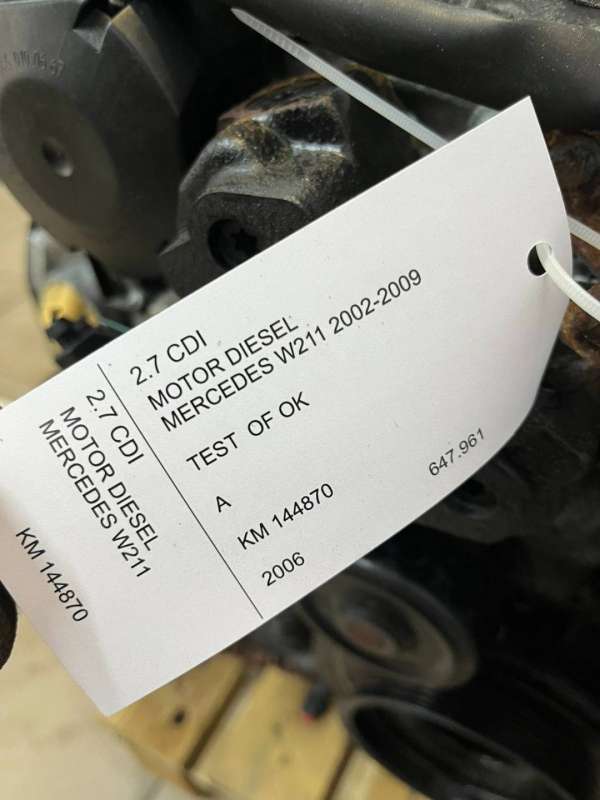 2.7 CDI
MOTOR DIESEL
MERCEDES W211 2002-2009
TEST OF OK
A
KM 144870
647.961
2006
2.7 CDI
MOTOR DIESEL
MERCEDES W211
KM 144870